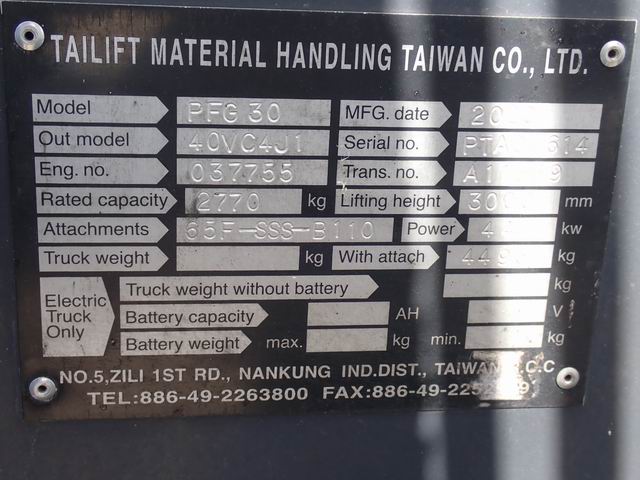 TAILIFT MATERIAL HANDLING TAIWAN CO., LTD.
Model PFG 30 MFG. date
Out model 40VC4J1 Serial no.
Eng. no. 037755 Trans. no.
Rated capacity 2770 kg Lifting height mm
Attachments 65F-SSS-B110 Power kw
Truck weight kg With attach kg
Electric Truck Only
Truck weight without battery kg
Battery capacity AH V
Battery weight max. kg min. kg
NO.5,ZILI 1ST RD., NANKUNG IND.DIST., TAIWAN
TEL:886-49-2263800 FAX:886-49-